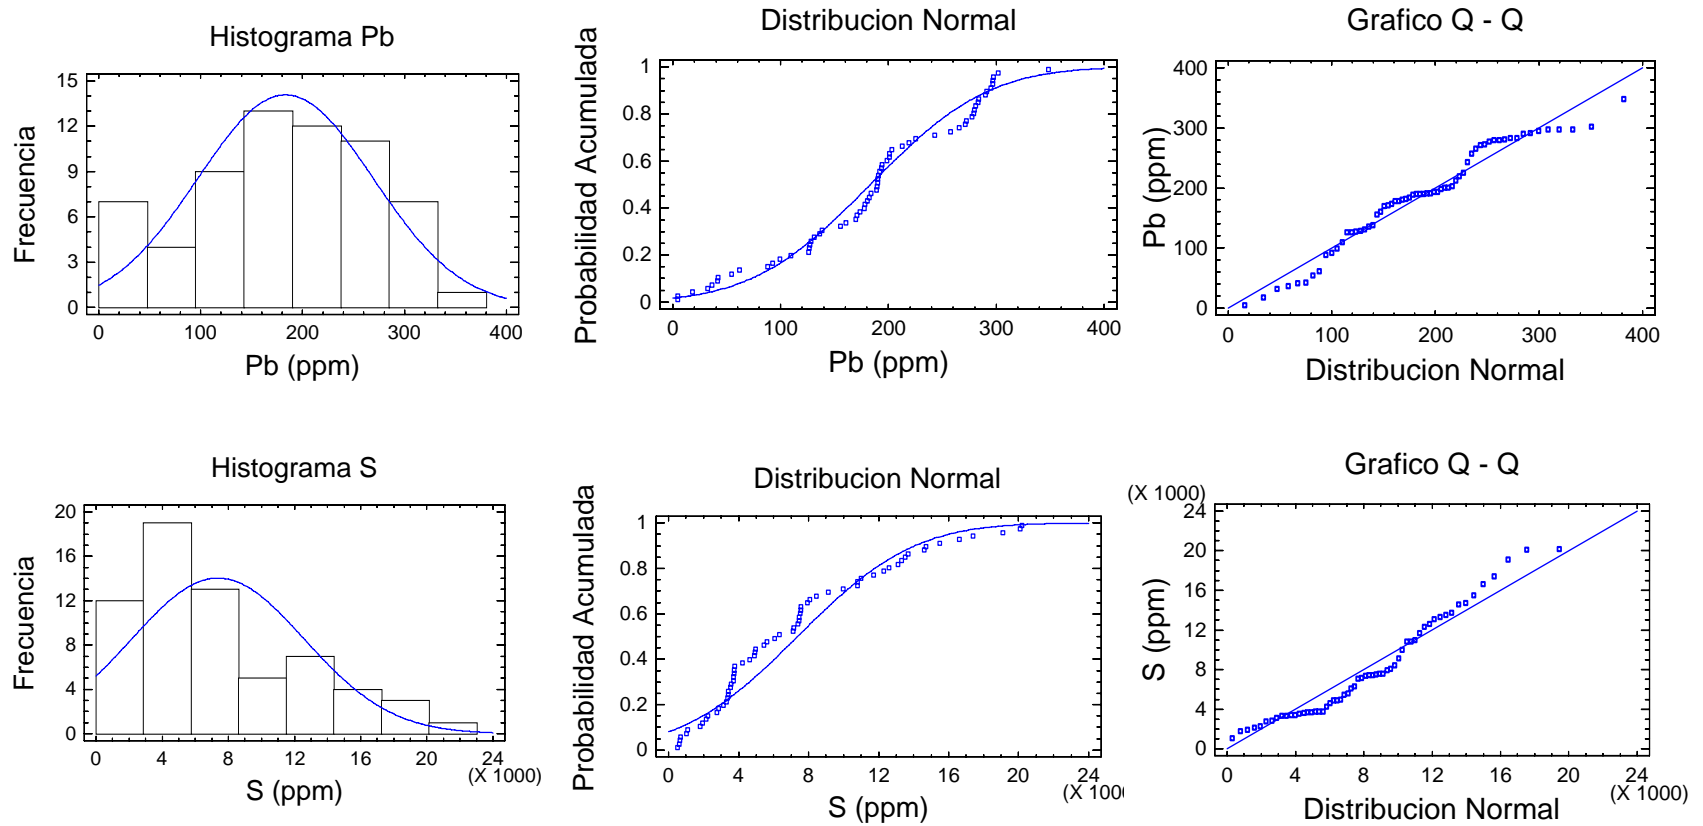 Histograma Pb
Frecuencia
15
12
9
6
3
0
0 100 200 300 400
Pb (ppm)
Distribucion Normal
Probabilidad Acumulada
1
0.8
0.6
0.4
0.2
0
0 100 200 300 400
Pb (ppm)
Grafico Q - Q
Pb (ppm)
400
300
200
100
0
0 100 200 300 400
Distribucion Normal
Histograma S
Frecuencia
20
16
12
8
4
0
0 4 8 12 16 20 24
(X 1000)
S (ppm)
Distribucion Normal
Probabilidad Acumulada
1
0.8
0.6
0.4
0.2
0
0 4 8 12 16 20 24
(X 100
S (ppm)
Grafico Q - Q
(X 1000)
S (ppm)
24
20
16
12
8
4
0
0 4 8 12 16 20 24
(X 1000)
Distribucion Normal